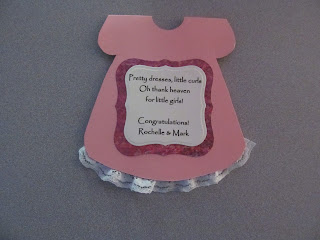 Pretty dresses, little curls
Oh thank heaven
for little girls!
Congratulations!
Rochelle & Mark